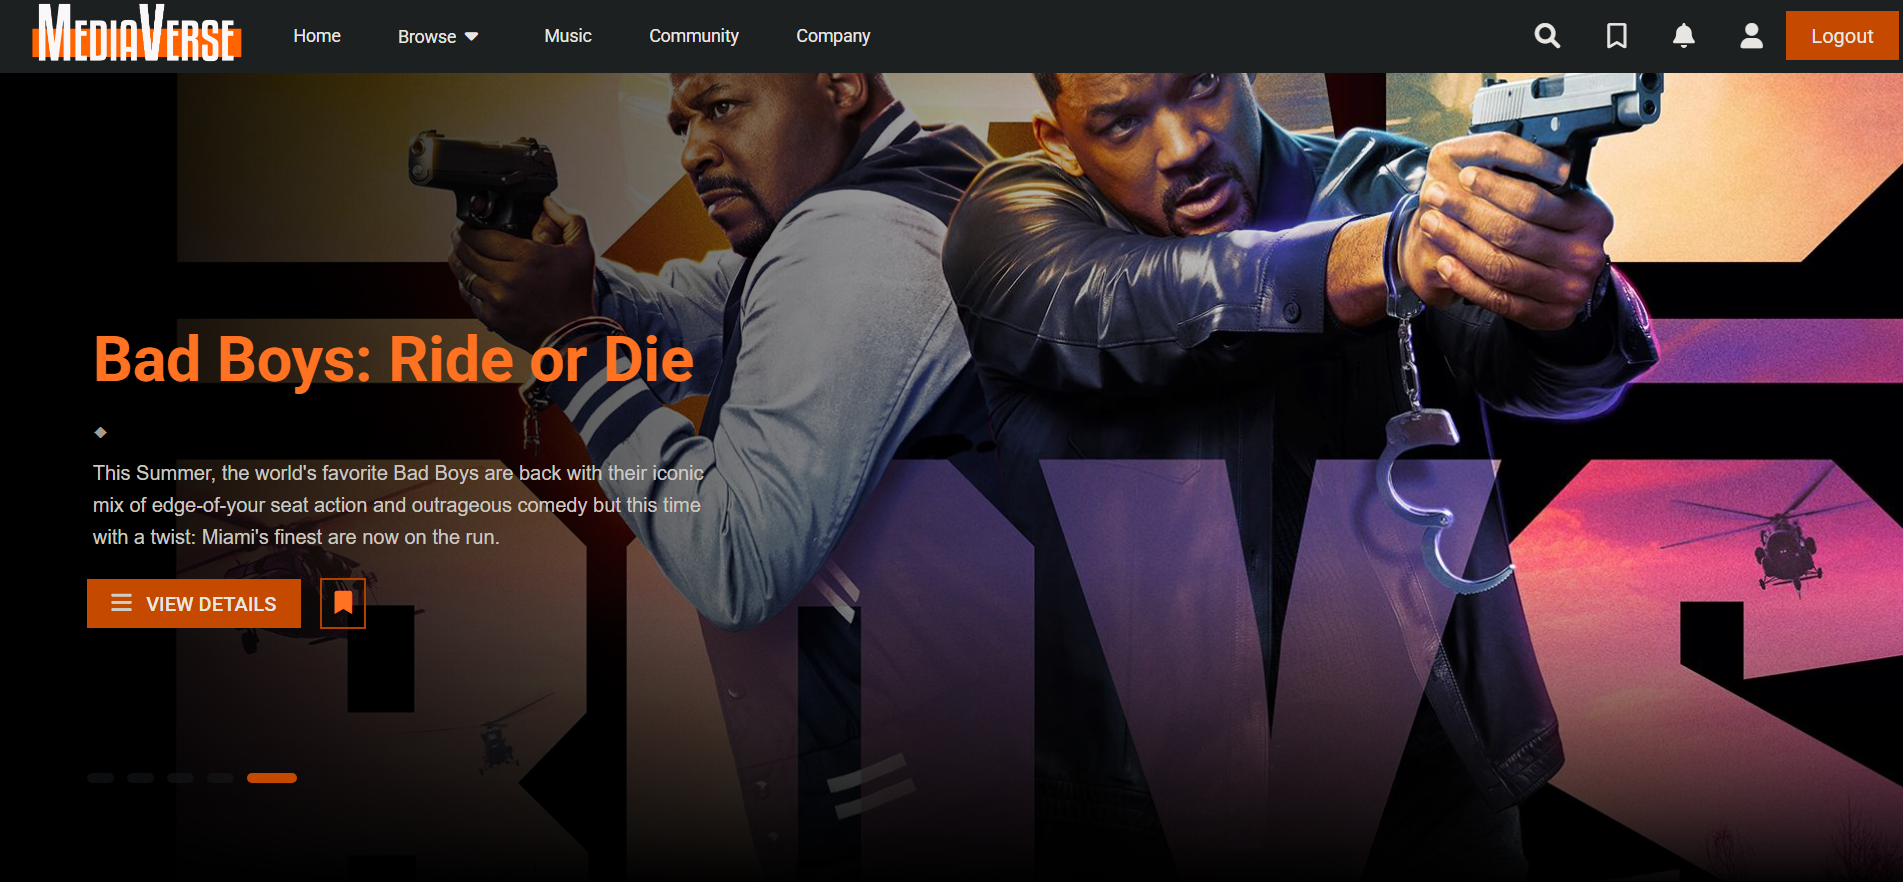 MEDIAVERSE
Home
Browse
Music
Community
Company
Logout
Bad Boys: Ride or Die
This Summer, the world's favorite Bad Boys are back with their iconic
mix of edge-of-your seat action and outrageous comedy but this time
with a twist: Miami's finest are now on the run.
VIEW DETAILS
BOYS